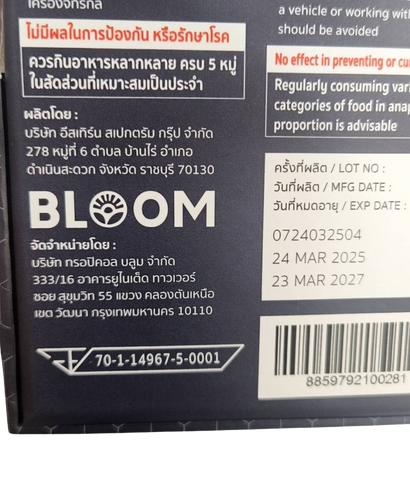 เครื่องจักรกล
ไม่มีผลในการป้องกัน หรือรักษาโรค
ควรกินอาหารหลากหลาย ครบ 5 หมู่
ในสัดส่วนที่เหมาะสมเป็นประจำ
ผลิตโดย :
บริษัท อีสเทิร์น สเปกตรัม กรุ๊ป จำกัด
278 หมู่ที่ 6 ตำบล บ้านไร่ อำเภอ
ดำเนินสะดวก จังหวัด ราชบุรี 70130
BLOOM
จัดจำหน่ายโดย :
บริษัท ทรอปิคอล บลูม จำกัด
333/16 อาคารยูไนเต็ด ทาวเวอร์
ซอย สุขุมวิท 55 แขวง คลองตันเหนือ
เขต วัฒนา กรุงเทพมหานคร 10110
70-1-14967-5-0001
a vehicle or working with
should be avoided
No effect in preventing or
Regularly consuming
categories of food in
proportion is advisable
ครั้งที่ผลิต / LOT NO :
วันที่ผลิต / MFG DATE :
วันที่หมดอายุ / EXP DATE :
0724032504
24 MAR 2025
23 MAR 2027
8859792100281